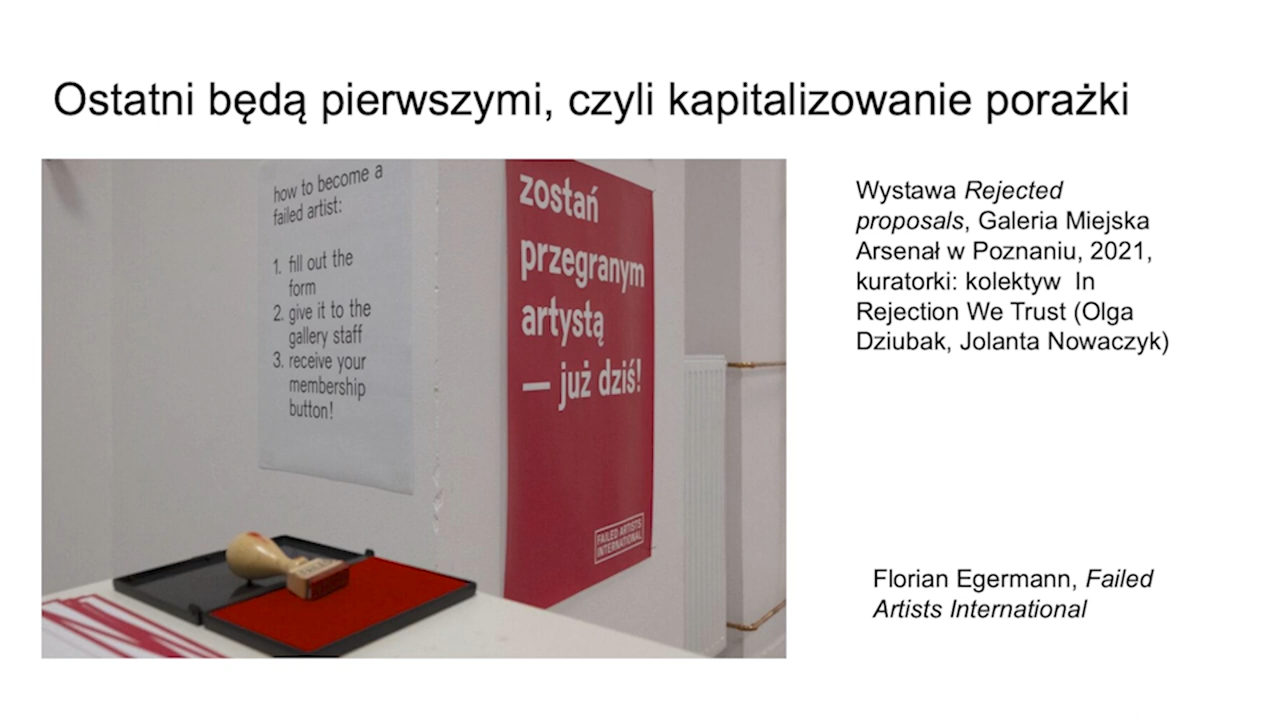 Ostatni będą pierwszymi, czyli kapitalizowanie porażki
how to become a
failed artist:
1. fill out the
form
2. give it to the
gallery staff
3. receive your
membership
button!
zostań
przegranym
artystą
— już dziś!
FAILED ARTISTS
INTERNATIONAL
FAILED
Wystawa Rejected
proposals, Galeria Miejska
Arsenał w Poznaniu, 2021,
kuratorki: kolektyw In
Rejection We Trust (Olga
Dziubak, Jolanta Nowaczyk)
Florian Egermann, Failed
Artists International